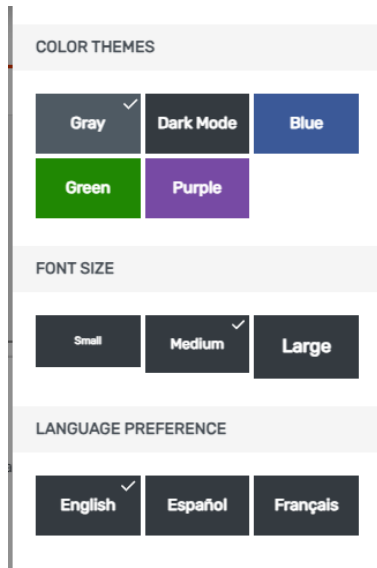 COLOR THEMES
Gray Dark Mode Blue
Green Purple
FONT SIZE
Small Medium Large
LANGUAGE PREFERENCE
English Español Français